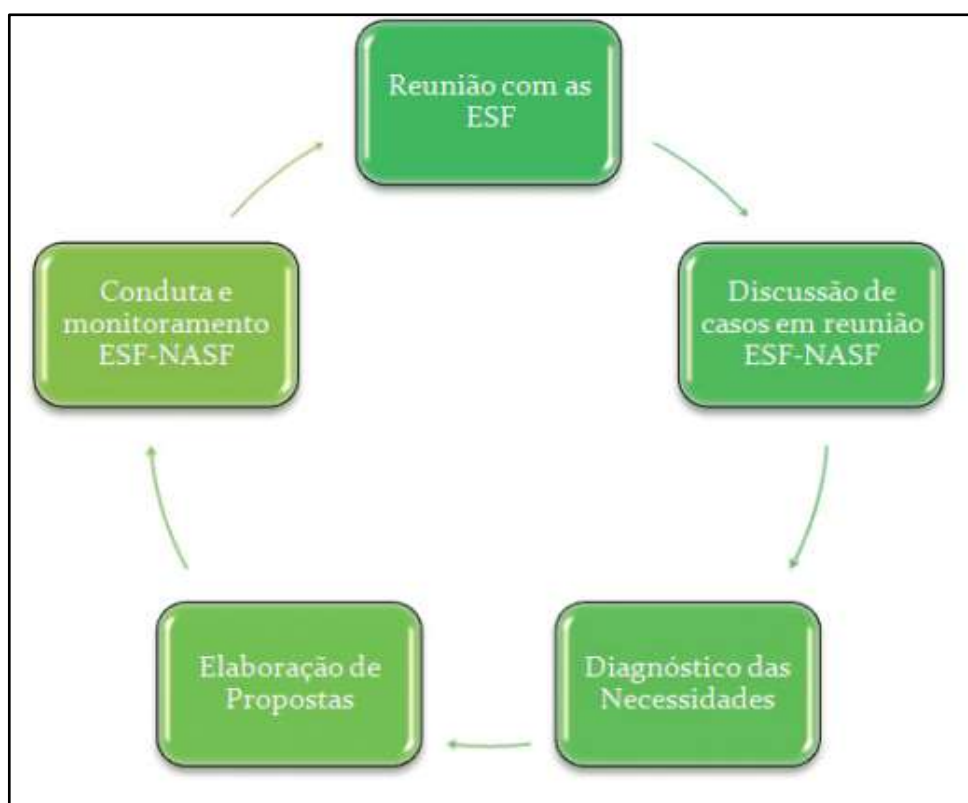 Reunião com as
ESF
Discussão de
casos em reunião
ESF-NASF
Diagnóstico das
Necessidades
Elaboração de
Propostas
Conduta e
monitoramento
ESF-NASF